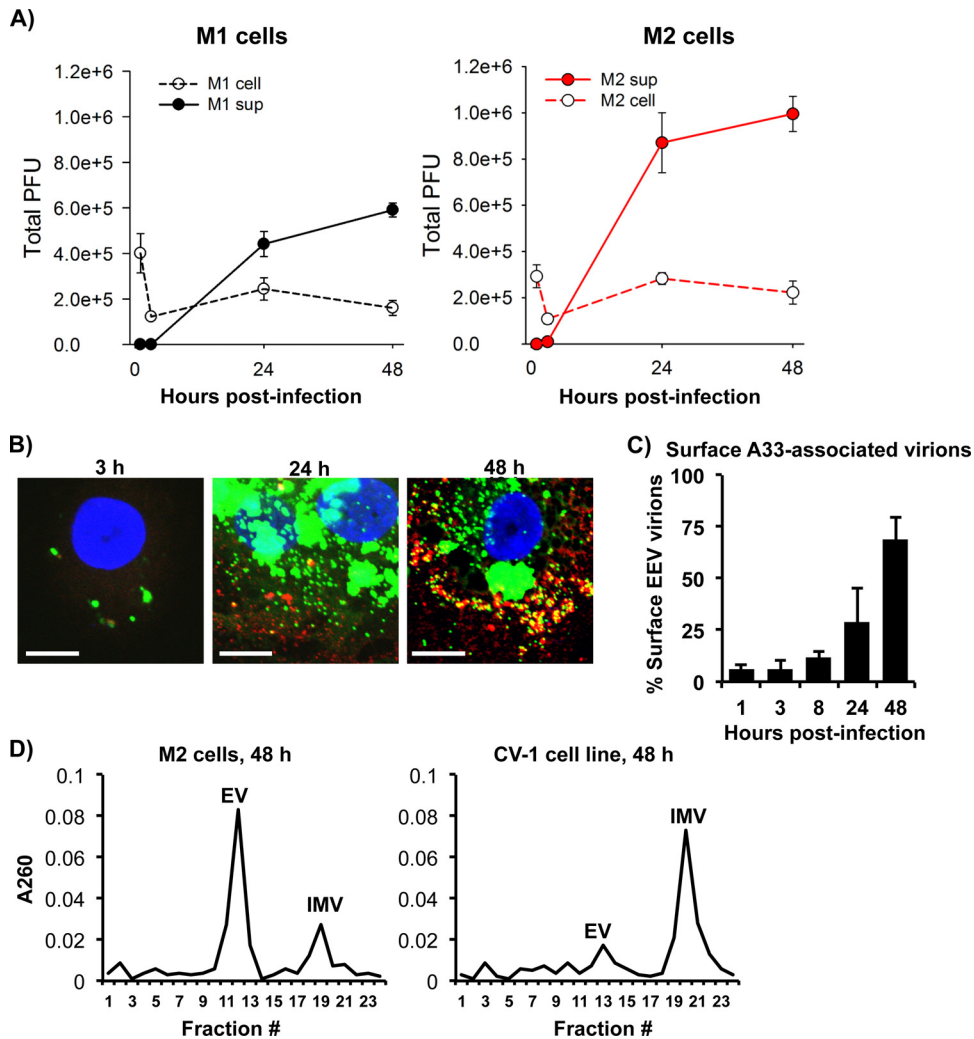 A)
M1 cells
M2 cells
1.2e+6
1.0e+6
8.0e+5
6.0e+5
4.0e+5
2.0e+5
0.0
Total PFU
M1 cell
M1 sup
0
24
48
Hours post-infection
1.2e+6
1.0e+6
8.0e+5
6.0e+5
4.0e+5
2.0e+5
0.0
Total PFU
M2 sup
M2 cell
0
24
48
Hours post-infection
B)
3 h
24 h
48 h
C)
Surface A33-associated virions
100
75
50
25
0
% Surface EEV virions
1 3 8 24 48
Hours post-infection
D)
M2 cells, 48 h
0.1
0.08
0.06
0.04
0.02
0
A260
EV
IMV
1 3 5 7 9 11 13 15 17 19 21 23
Fraction #
CV-1 cell line, 48 h
0.1
0.08
0.06
0.04
0.02
0
EV
IMV
1 3 5 7 9 11 13 15 17 19 21 23
Fraction #